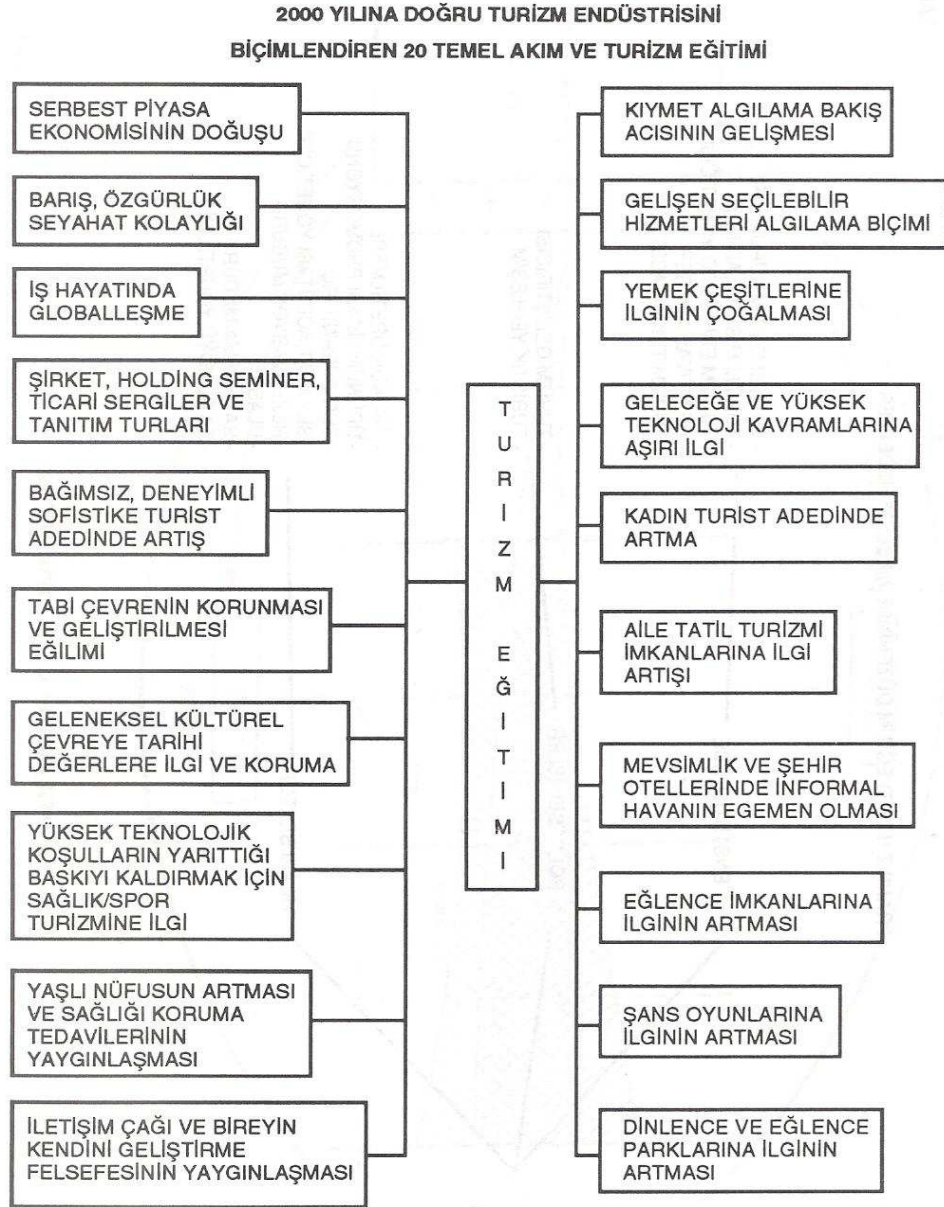 2000 YILINA DOĞRU TURİZM ENDÜSTRİSİNİ
BİÇİMLENDİREN 20 TEMEL AKIM VE TURİZM EĞİTİMİ
SERBEST PİYASA
EKONOMİSİNİN DOĞUŞU
BARIŞ, ÖZGÜRLÜK
SEYAHAT KOLAYLIĞI
İŞ HAYATINDA
GLOBALLEŞME
ŞİRKET, HOLDİNG SEMİNER,
TİCARİ SERGİLER VE
TANITIM TURLARI
BAĞIMSIZ, DENEYİMLİ
SOFİSTİKE TURİST
ADEDİNDE ARTIŞ
TABİ ÇEVRENİN KORUNMASI
VE GELİŞTİRİLMESİ
EĞİLİMİ
GELENEKSEL KÜLTÜREL
ÇEVREYE TARİHİ
DEĞERLERE İLGİ VE KORUMA
YÜKSEK TEKNOLOJİK
KOŞULLARIN YARITTIĞI
BASKIYI KALDIRMAK İÇİN
SAĞLIK/SPOR
TURİZMİNE İLGİ
YAŞLI NÜFUSUN ARTMASI
VE SAĞLIĞI KORUMA
TEDAVİLERİNİN
YAYGINLAŞMASI
İLETİŞİM ÇAĞI VE BİREYİN
KENDİNİ GELİŞTİRME
FELSEFESİNİN YAYGINLAŞMASI
TURIZM EĞITIMI
KIYMET ALGILAMA BAKIŞ
ACISININ GELİŞMESİ
GELİŞEN SEÇİLEBİLİR
HİZMETLERİ ALGILAMA BİÇİMİ
YEMEK ÇEŞİTLERİNE
İLGİNİN ÇOĞALMASI
GELECEĞE VE YÜKSEK
TEKNOLOJİ KAVRAMLARINA
AŞIRI İLGİ
KADIN TURİST ADEDİNDE
ARTMA
AİLE TATİL TURİZMİ
İMKANLARINA İLGİ
ARTIŞI
MEVSİMLİK VE ŞEHİR
OTELLERİNDE İNFORMAL
HAVANIN EGEMEN OLMASI
EĞLENCE İMKANLARINA
İLGİNİN ARTMASI
ŞANS OYUNLARINA
İLGİNİN ARTMASI
DİNLENCE VE EĞLENCE
PARKLARINA İLGİNİN
ARTMASI